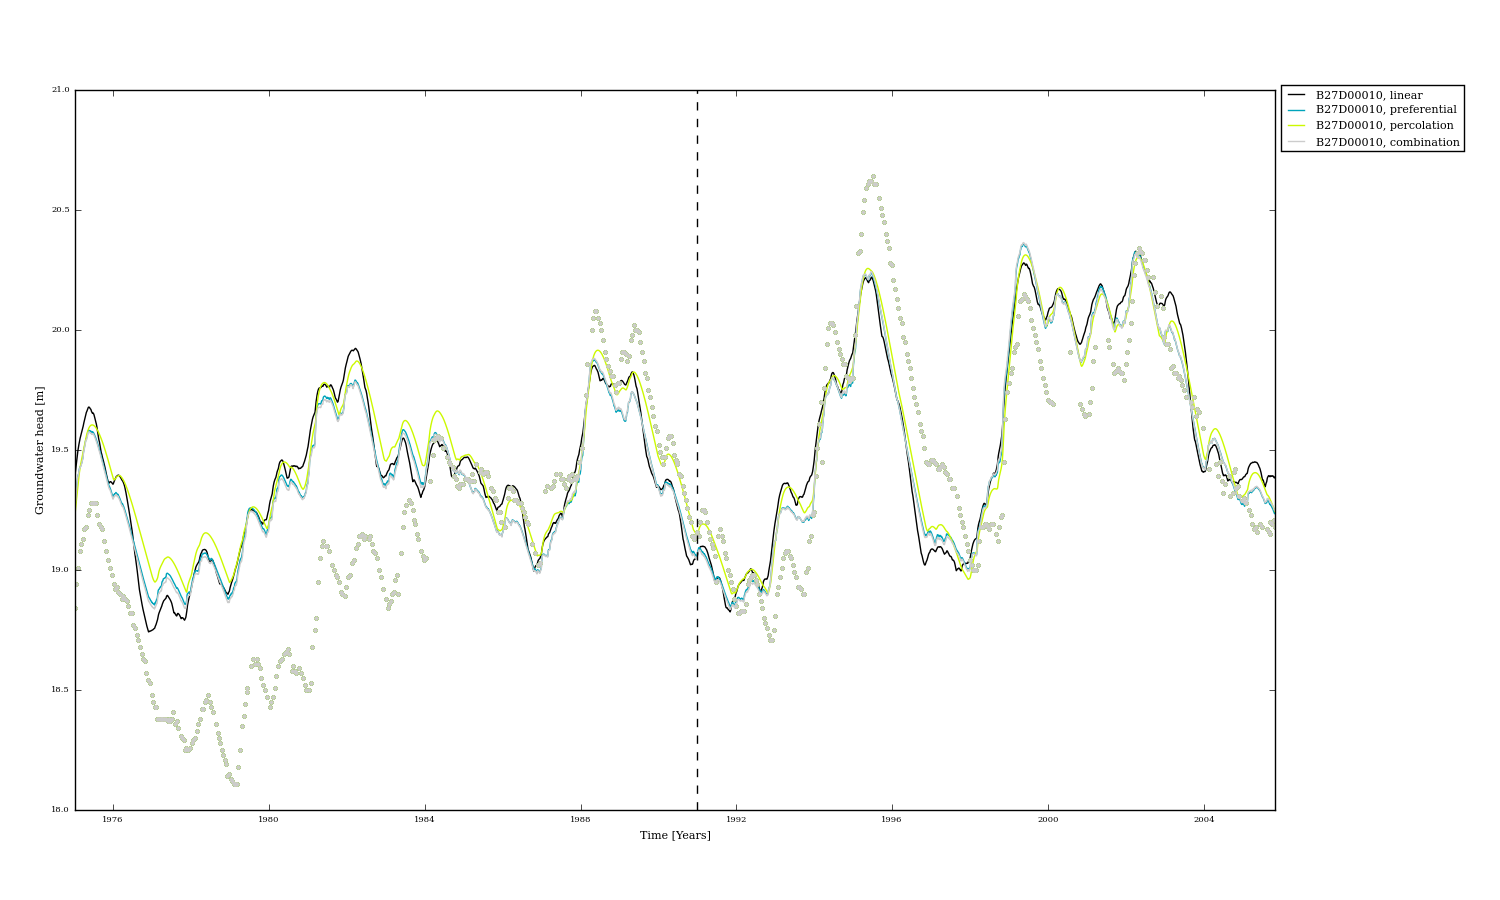 21.0
20.5
20.0
19.5
19.0
18.5
18.0
Groundwater head [m]
1976
1980
1984
1988
1992
1996
2000
2004
Time [Years]
B27D00010, linear
B27D00010, preferential
B27D00010, percolation
B27D00010, combination